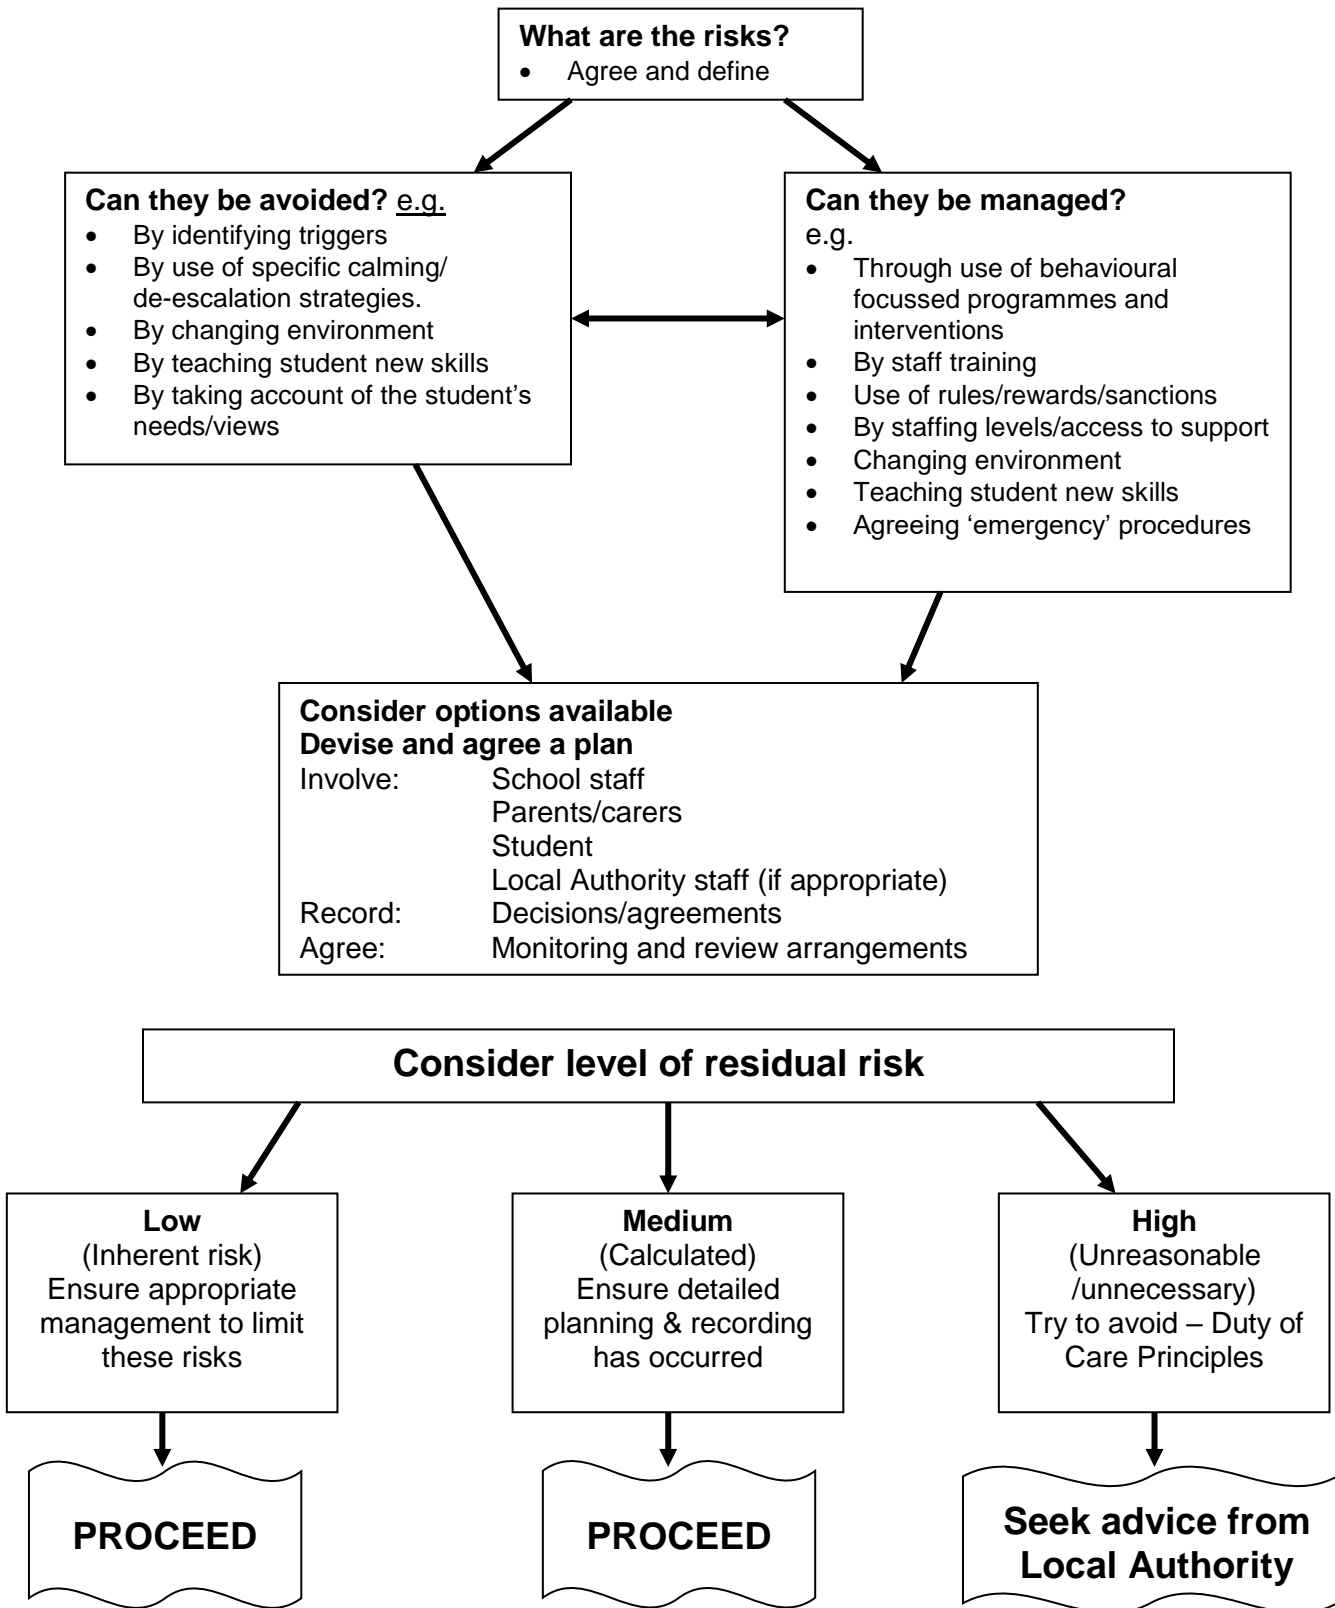 What are the risks?
• Agree and define
Can they be avoided? e.g.
• By identifying triggers
• By use of specific calming/
de-escalation strategies.
• By changing environment
• By teaching student new skills
• By taking account of the student’s
needs/views
Can they be managed?
e.g.
• Through use of behavioural
focussed programmes and
interventions
• By staff training
• Use of rules/rewards/sanctions
• By staffing levels/access to support
• Changing environment
• Teaching student new skills
• Agreeing ‘emergency’ procedures
Consider options available
Devise and agree a plan
Involve: School staff
Parents/carers
Student
Local Authority staff (if appropriate)
Record: Decisions/agreements
Agree: Monitoring and review arrangements
Consider level of residual risk
Low
(Inherent risk)
Ensure appropriate
management to limit
these risks
Medium
(Calculated)
Ensure detailed
planning & recording
has occurred
High
(Unreasonable
/unnecessary)
Try to avoid – Duty of
Care Principles
PROCEED
PROCEED
Seek advice from
Local Authority